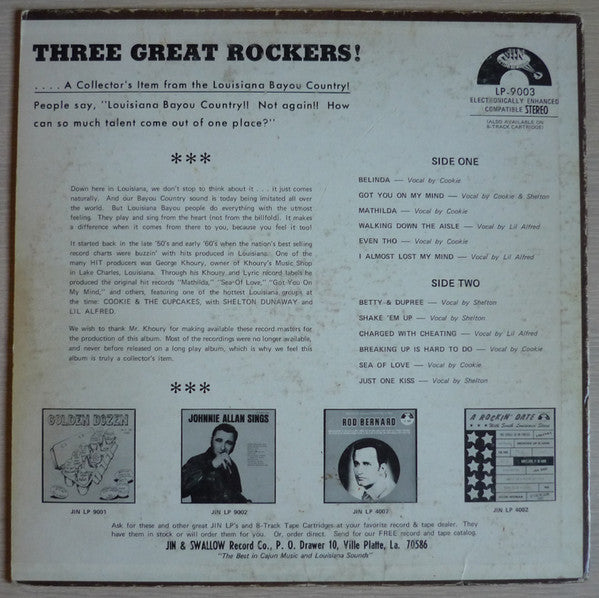 THREE GREAT ROCKERS!
. . . . A Collector's Item from the Louisiana Bayou Country!
People say, "Louisiana Bayou Country!! Not again!! How
can so much talent come out of one place?"
***
Down here in Louisiana, we don't stop to think about it . . . it just comes
naturally. And our Bayou Country sound is today being imitated all over
the world. But Louisiana Bayou people do everything with the utmost
feeling. They play and sing from the heart (not from the billfold). It makes
a difference when it comes from there to you, because you feel it too!
It started back in the late '50's and early '60's when the nation's best selling
record charts were buzzin' with hits produced in Louisiana. One of the
many HIT producers was George Khoury, owner of Khoury's Music Shop
in Lake Charles, Louisiana. Through his Khoury and Lyric record labels he
produced the original hit records "Mathilda," "Sea-Of Love," "Got You On
My Mind," and others, featuring one of the hottest Louisiana groups at
the time: COOKIE & THE CUPCAKES, with SHELTON DUNAWAY and
LIL ALFRED.
We wish to thank Mr. Khoury for making available these record masters for
the production of this album. Most of the recordings were no longer available,
and never before released on a long play album, which is why we feel this
album is truly a collector's item.
***
JIN
LP-9003
ELECTRONICALLY ENHANCED
COMPATIBLE STEREO
(ALSO AVAILABLE ON
8-TRACK CARTRIDGE)
SIDE ONE
BELINDA — Vocal by Cookie
GOT YOU ON MY MIND — Vocal by Cookie & Shelton
MATHILDA — Vocal by Cookie
WALKING DOWN THE AISLE — Vocal by Lil Alfred
EVEN THO — Vocal by Cookie
I ALMOST LOST MY MIND — Vocal by Cookie
SIDE TWO
BETTY & DUPREE — Vocal by Shelton
SHAKE 'EM UP — Vocal by Shelton
CHARGED WITH CHEATING — Vocal by Lil Alfred
BREAKING UP IS HARD TO DO — Vocal by Cookie
SEA OF LOVE — Vocal by Cookie
JUST ONE KISS — Vocal by Shelton
GOLDEN DOZEN
JIN LP 9001
JOHNNIE ALLAN SINGS
JIN LP 9002
ROD BERNARD
JIN LP 4007
A ROCKIN' DATE
With South Louisiana Stars
JIN LP 4002
Ask for these and other great JIN LP's and 8-Track Tape Cartridges at your favorite record & tape dealer. They
have them in stock or will order them for you. Or, order direct. Send for our FREE record and tape catalog.
JIN & SWALLOW Record Co., P. O. Drawer 10, Ville Platte, La. 70586
"The Best in Cajun Music and Louisiana Sounds"